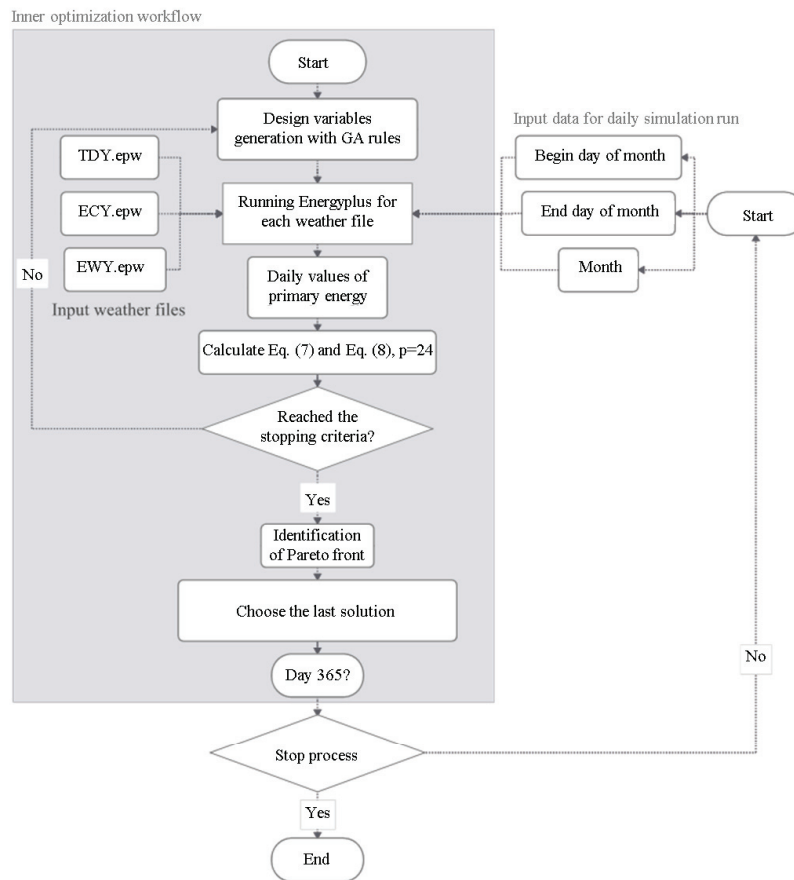 Inner optimization workflow
Start
Design variables
generation with GA rules
Input data for daily simulation run
TDY.epw
Begin day of month
ECY.epw
Running Energyplus for
each weather file
End day of month
Start
EWY.epw
Month
No
Daily values of
primary energy
Input weather files
Calculate Eq. (7) and Eq. (8), p=24
Reached the
stopping criteria?
Yes
Identification
of Pareto front
Choose the last solution
No
Day 365?
Stop process
Yes
End